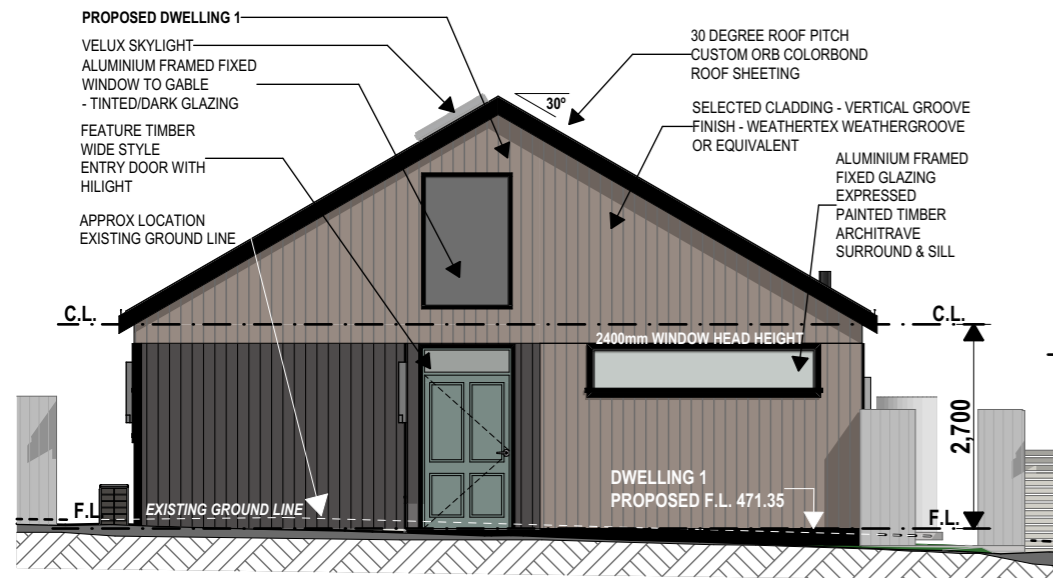 PROPOSED DWELLING 1
VELUX SKYLIGHT
ALUMINIUM FRAMED FIXED
WINDOW TO GABLE
- TINTED/DARK GLAZING
FEATURE TIMBER
WIDE STYLE
ENTRY DOOR WITH
HILIGHT
APPROX LOCATION
EXISTING GROUND LINE
30°
30 DEGREE ROOF PITCH
CUSTOM ORB COLORBOND
ROOF SHEETING
SELECTED CLADDING - VERTICAL GROOVE
FINISH - WEATHERTEX WEATHERGROOVE
OR EQUIVALENT
ALUMINIUM FRAMED
FIXED GLAZING
EXPRESSED
PAINTED TIMBER
ARCHITRAVE
SURROUND & SILL
C.L.
C.L.
2400mm WINDOW HEAD HEIGHT
2,700
DWELLING 1
PROPOSED F.L. 471.35
F.L.
EXISTING GROUND LINE
F.L.